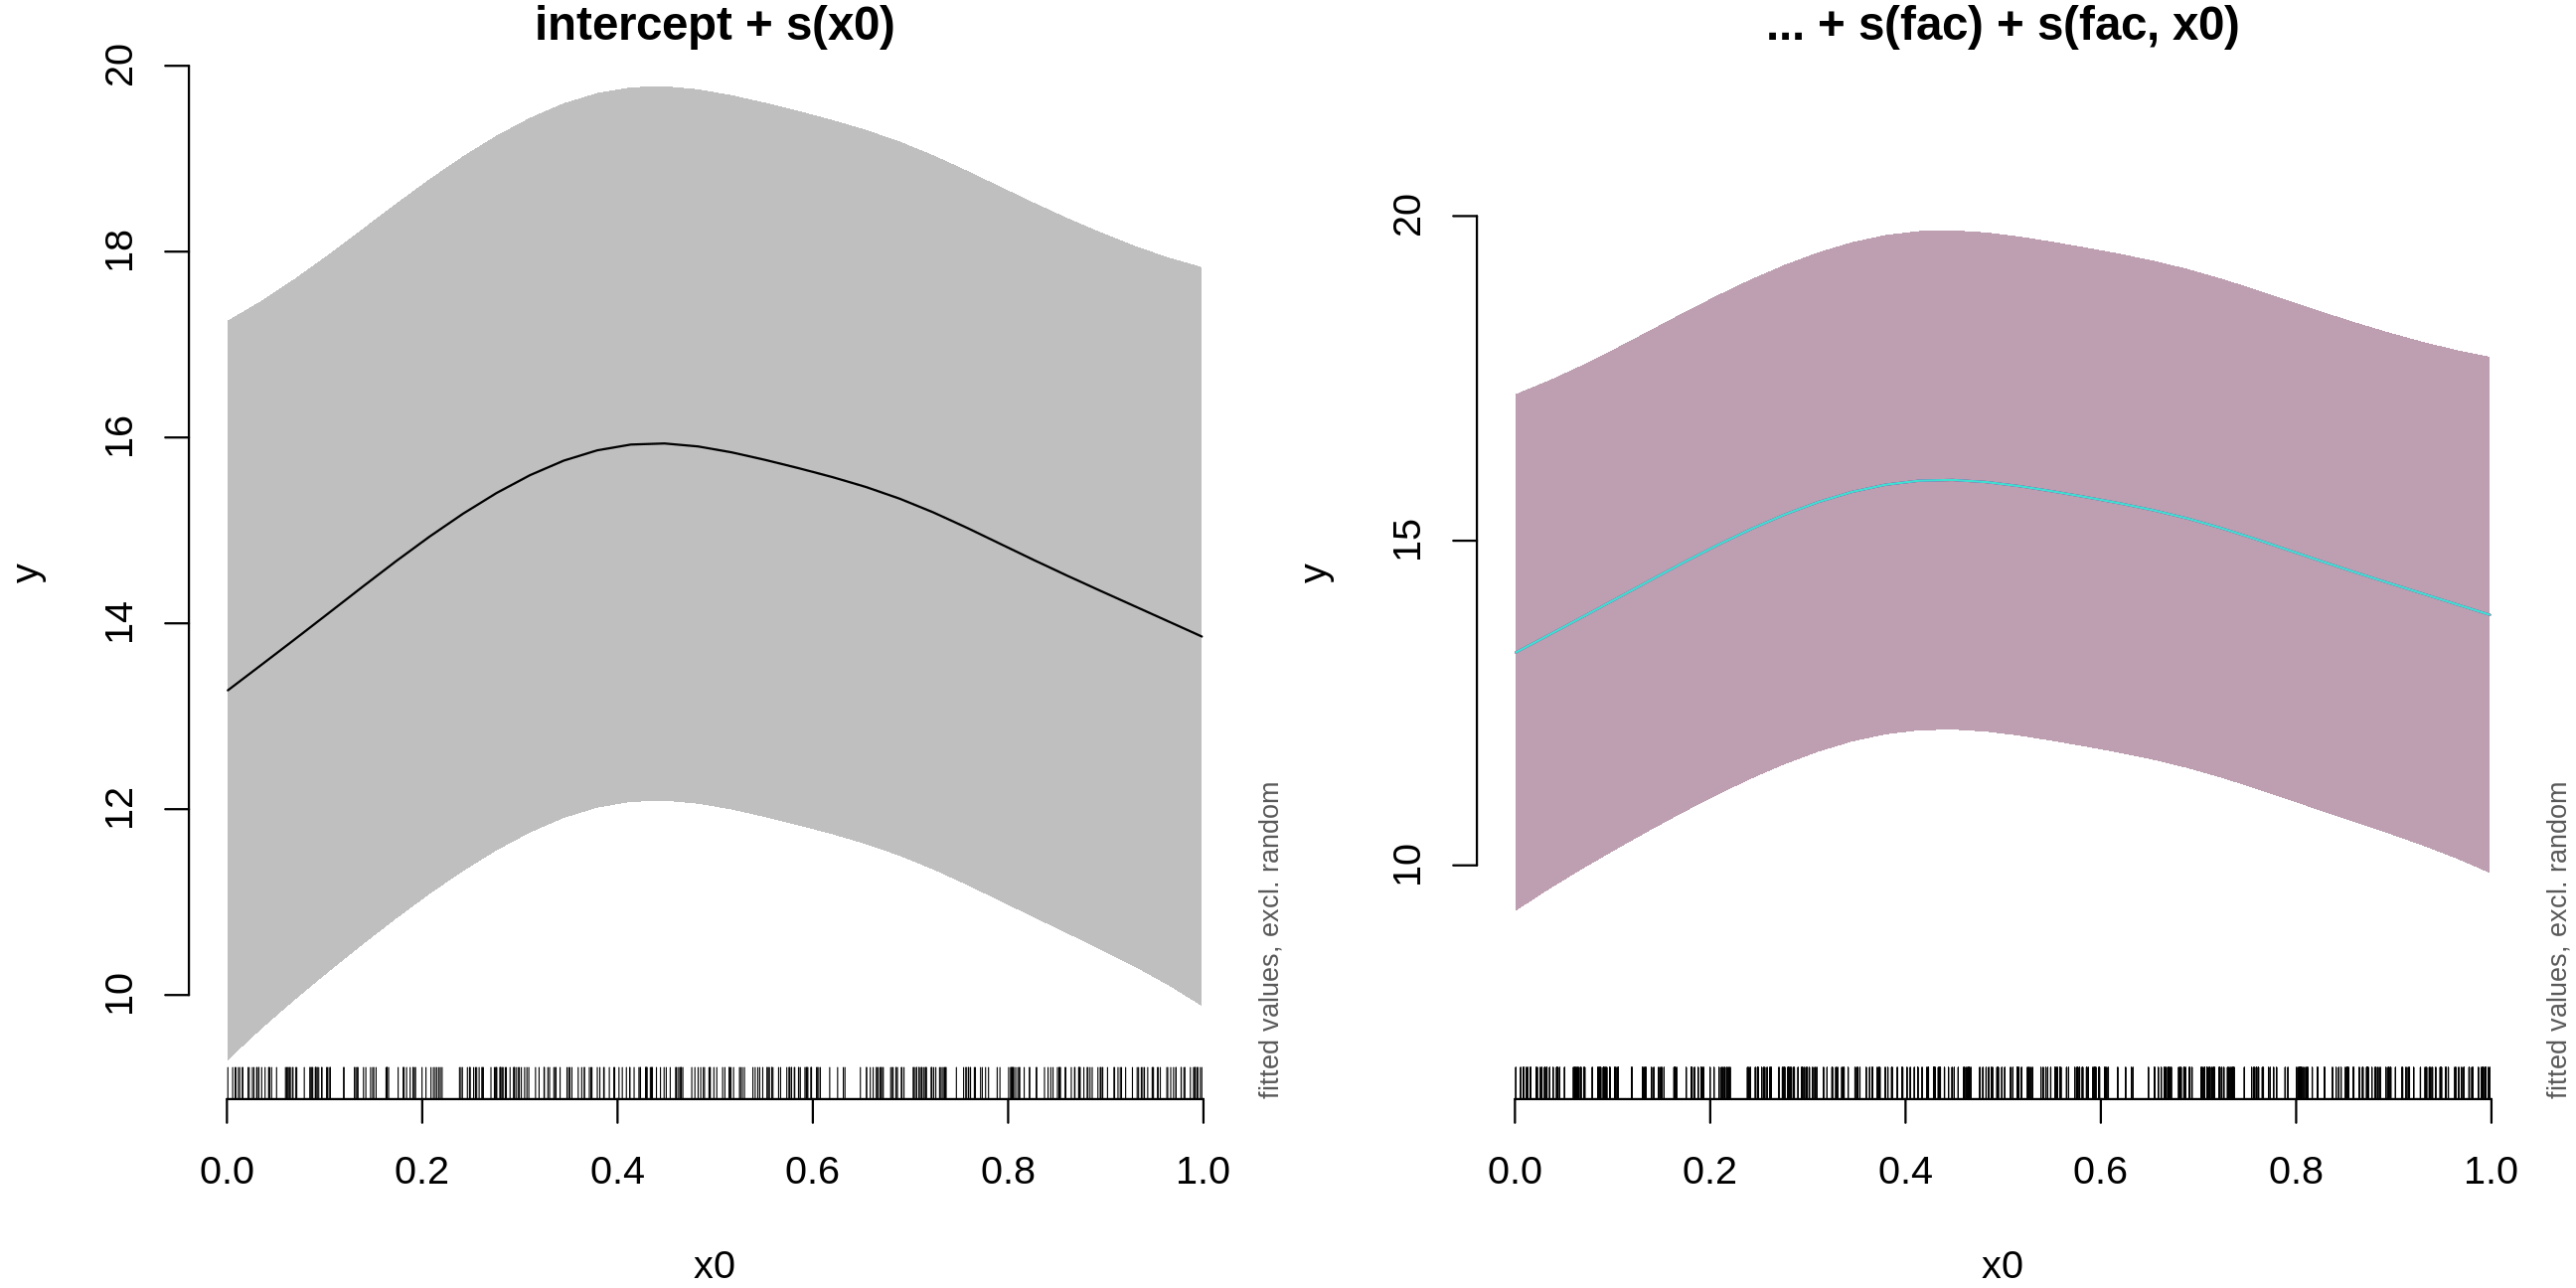 intercept + s(x0)
20
18
16
14
12
10
y
0.0 0.2 0.4 0.6 0.8 1.0
x0
fitted values, excl. random
... + s(fac) + s(fac, x0)
20
15
10
y
0.0 0.2 0.4 0.6 0.8 1.0
x0
fitted values, excl. random